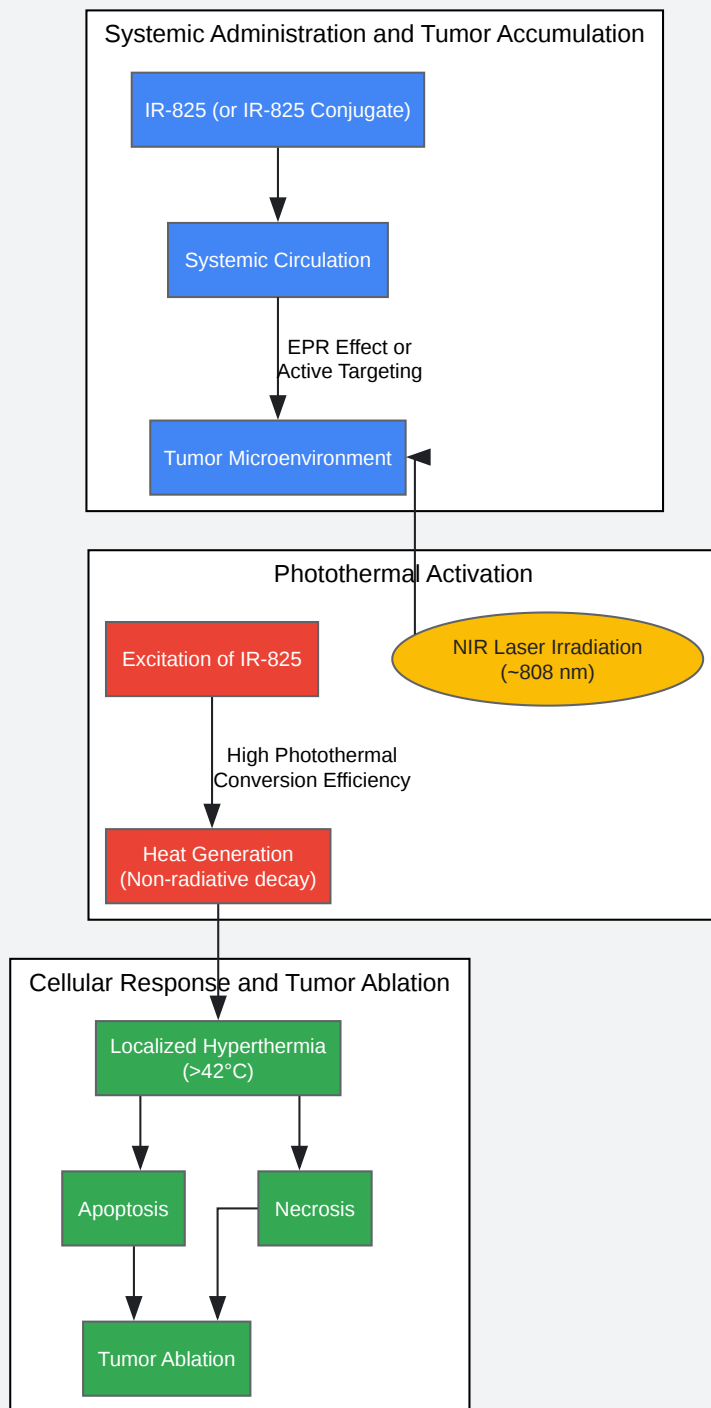 Systemic Administration and Tumor Accumulation
IR-825 (or IR-825 Conjugate)
Systemic Circulation
EPR Effect or
Active Targeting
Tumor Microenvironment
Photothermal Activation
Excitation of IR-825
NIR Laser Irradiation
(~808 nm)
High Photothermal
Conversion Efficiency
Heat Generation
(Non-radiative decay)
Cellular Response and Tumor Ablation
Localized Hyperthermia
(>42°C)
Apoptosis
Necrosis
Tumor Ablation